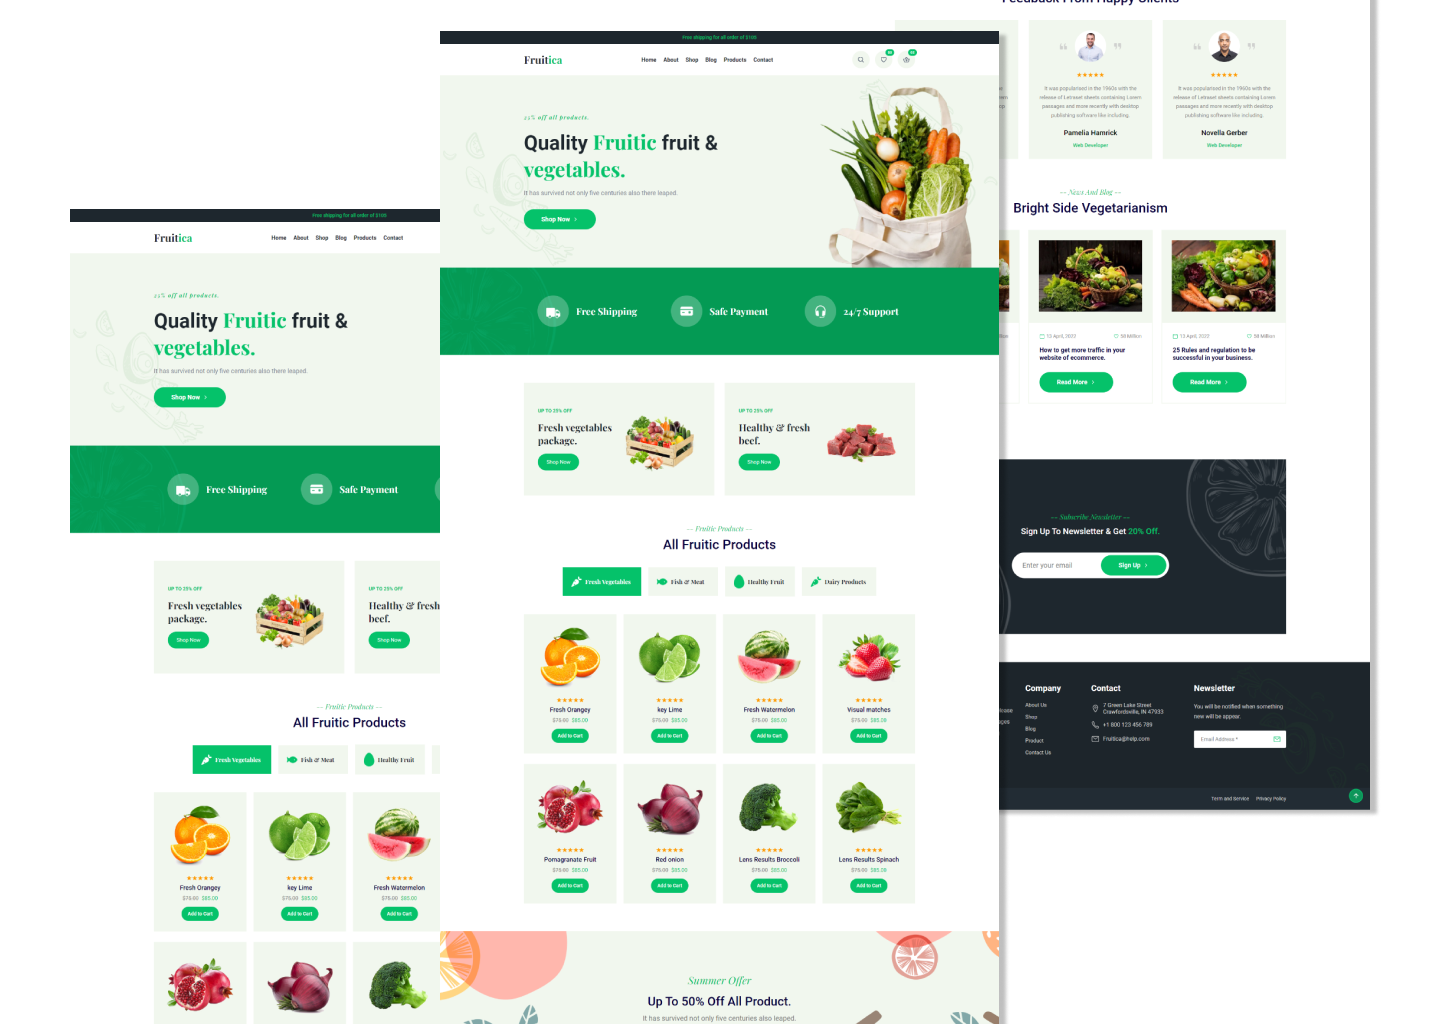 Free shipping for all order of $100
Fruitica
Home About Shop Blog Products Contact
25% off all products.
Quality Fruitic fruit &
vegetables.
It has survived not only five centuries also there leaped.
Shop Now
Free Shipping
Safe Payment
UP TO 25% OFF
Fresh vegetables
package.
Shop Now
UP TO 25% OFF
Healthy & fresh
beef.
Shop Now
— Fruitic Products —
All Fruitic Products
Fresh Vegetables
Fish & Meat
Healthy Fruit
Fresh Orangey
$75.00 $85.00
Add to Cart
key Lime
$75.00 $85.00
Add to Cart
Fresh Watermelon
$75.00 $85.00
Add to Cart
Free shipping for all order of $100
Fruitica
Home About Shop Blog Products Contact
25% off all products.
Quality Fruitic fruit &
vegetables.
It has survived not only five centuries also there leaped.
Shop Now
Free Shipping
Safe Payment
24/7 Support
UP TO 25% OFF
Fresh vegetables
package.
Shop Now
UP TO 25% OFF
Healthy & fresh
beef.
Shop Now
— Fruitic Products —
All Fruitic Products
Fresh Vegetables
Fish & Meat
Healthy Fruit
Dairy Products
Fresh Orangey
$75.00 $85.00
Add to Cart
key Lime
$75.00 $85.00
Add to Cart
Fresh Watermelon
$75.00 $85.00
Add to Cart
Visual matches
$75.00 $85.00
Add to Cart
Pomagranate Fruit
$75.00 $85.00
Add to Cart
Red onion
$75.00 $85.00
Add to Cart
Lens Results Broccoli
$75.00 $85.00
Add to Cart
Lens Results Spinach
$75.00 $85.00
Add to Cart
Summer Offer
Up To 50% Off All Product.
It has survived not only five centuries also leaped.
Feedback From Happy Clients
It was popularised in the 1960s with the
release of Letraset sheets containing Lorem
passages and more recently with desktop
publishing software like including
Pamelia Hamrick
Web Developer
It was popularised in the 1960s with the
release of Letraset sheets containing Lorem
passages and more recently with desktop
publishing software like including
Novella Gerber
Web Developer
— News And Blog —
Bright Side Vegetarianism
13 April, 2022
58 Million
How to get more traffic in your
website of ecommerce.
Read More
13 April, 2022
58 Million
25 Rules and regulation to be
successful in your business.
Read More
— Subscribe Newsletter —
Sign Up To Newsletter & Get 20% Off.
Enter your email
Sign Up
Company
About Us
Shop
Blog
Product
Contact Us
Contact
7 Green Lake Street
Crawfordsville, IN 47933
+1 800 123 456 789
Fruitica@help.com
Newsletter
You will be notified when something
new will be appear.
Email Address *
Term and Service Privacy Policy